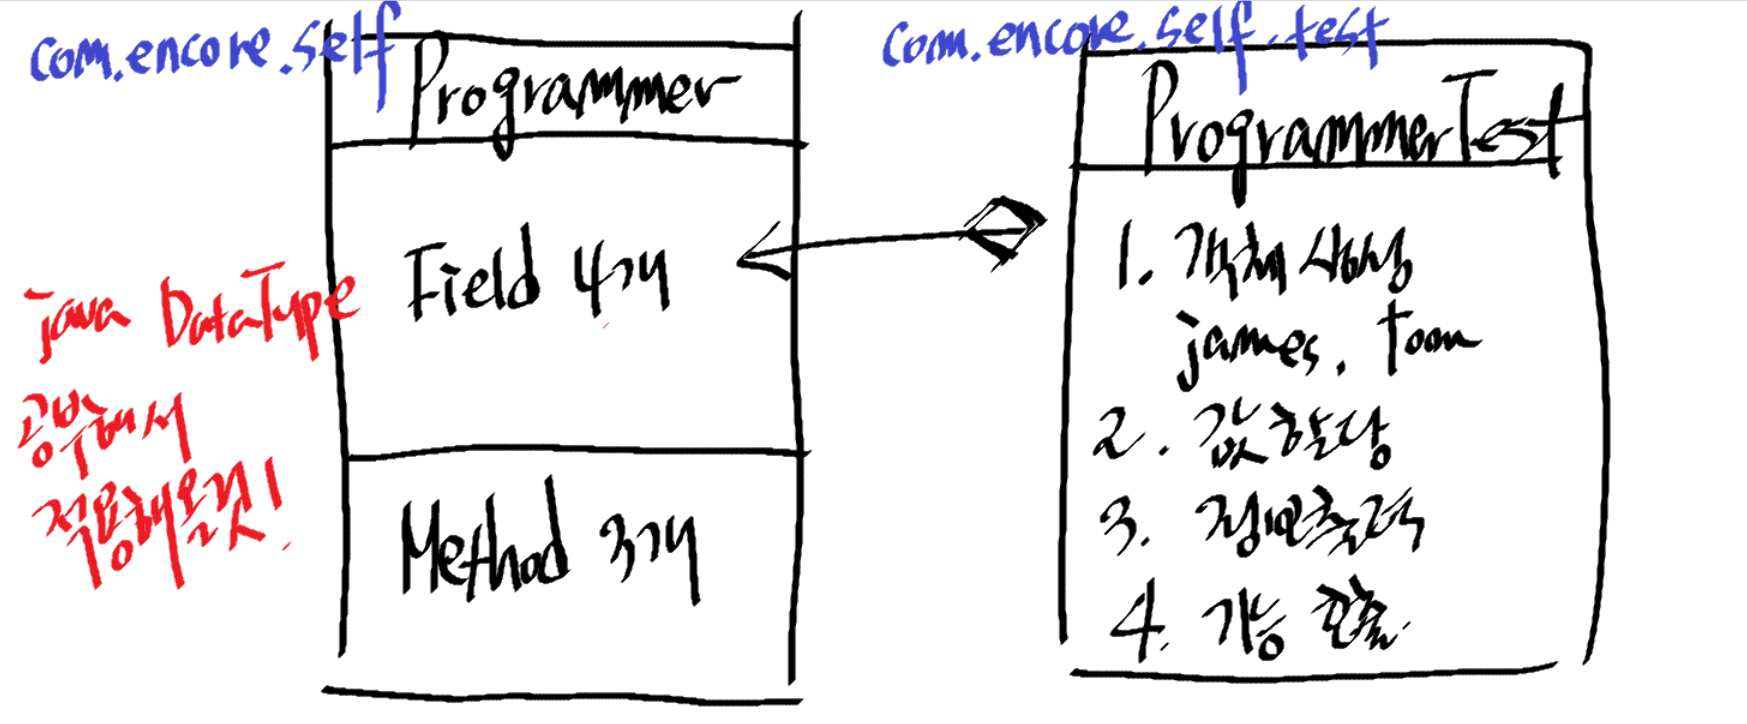 com.encore.self
Programmer
Field 4개
Method 3개
java DataType
공부해서
적용해올것!
com.encore.self.test
ProgrammerTest
1. 객체 생성
james, tom
2. 값 할당
3. 정보출력
4. 기능 호출